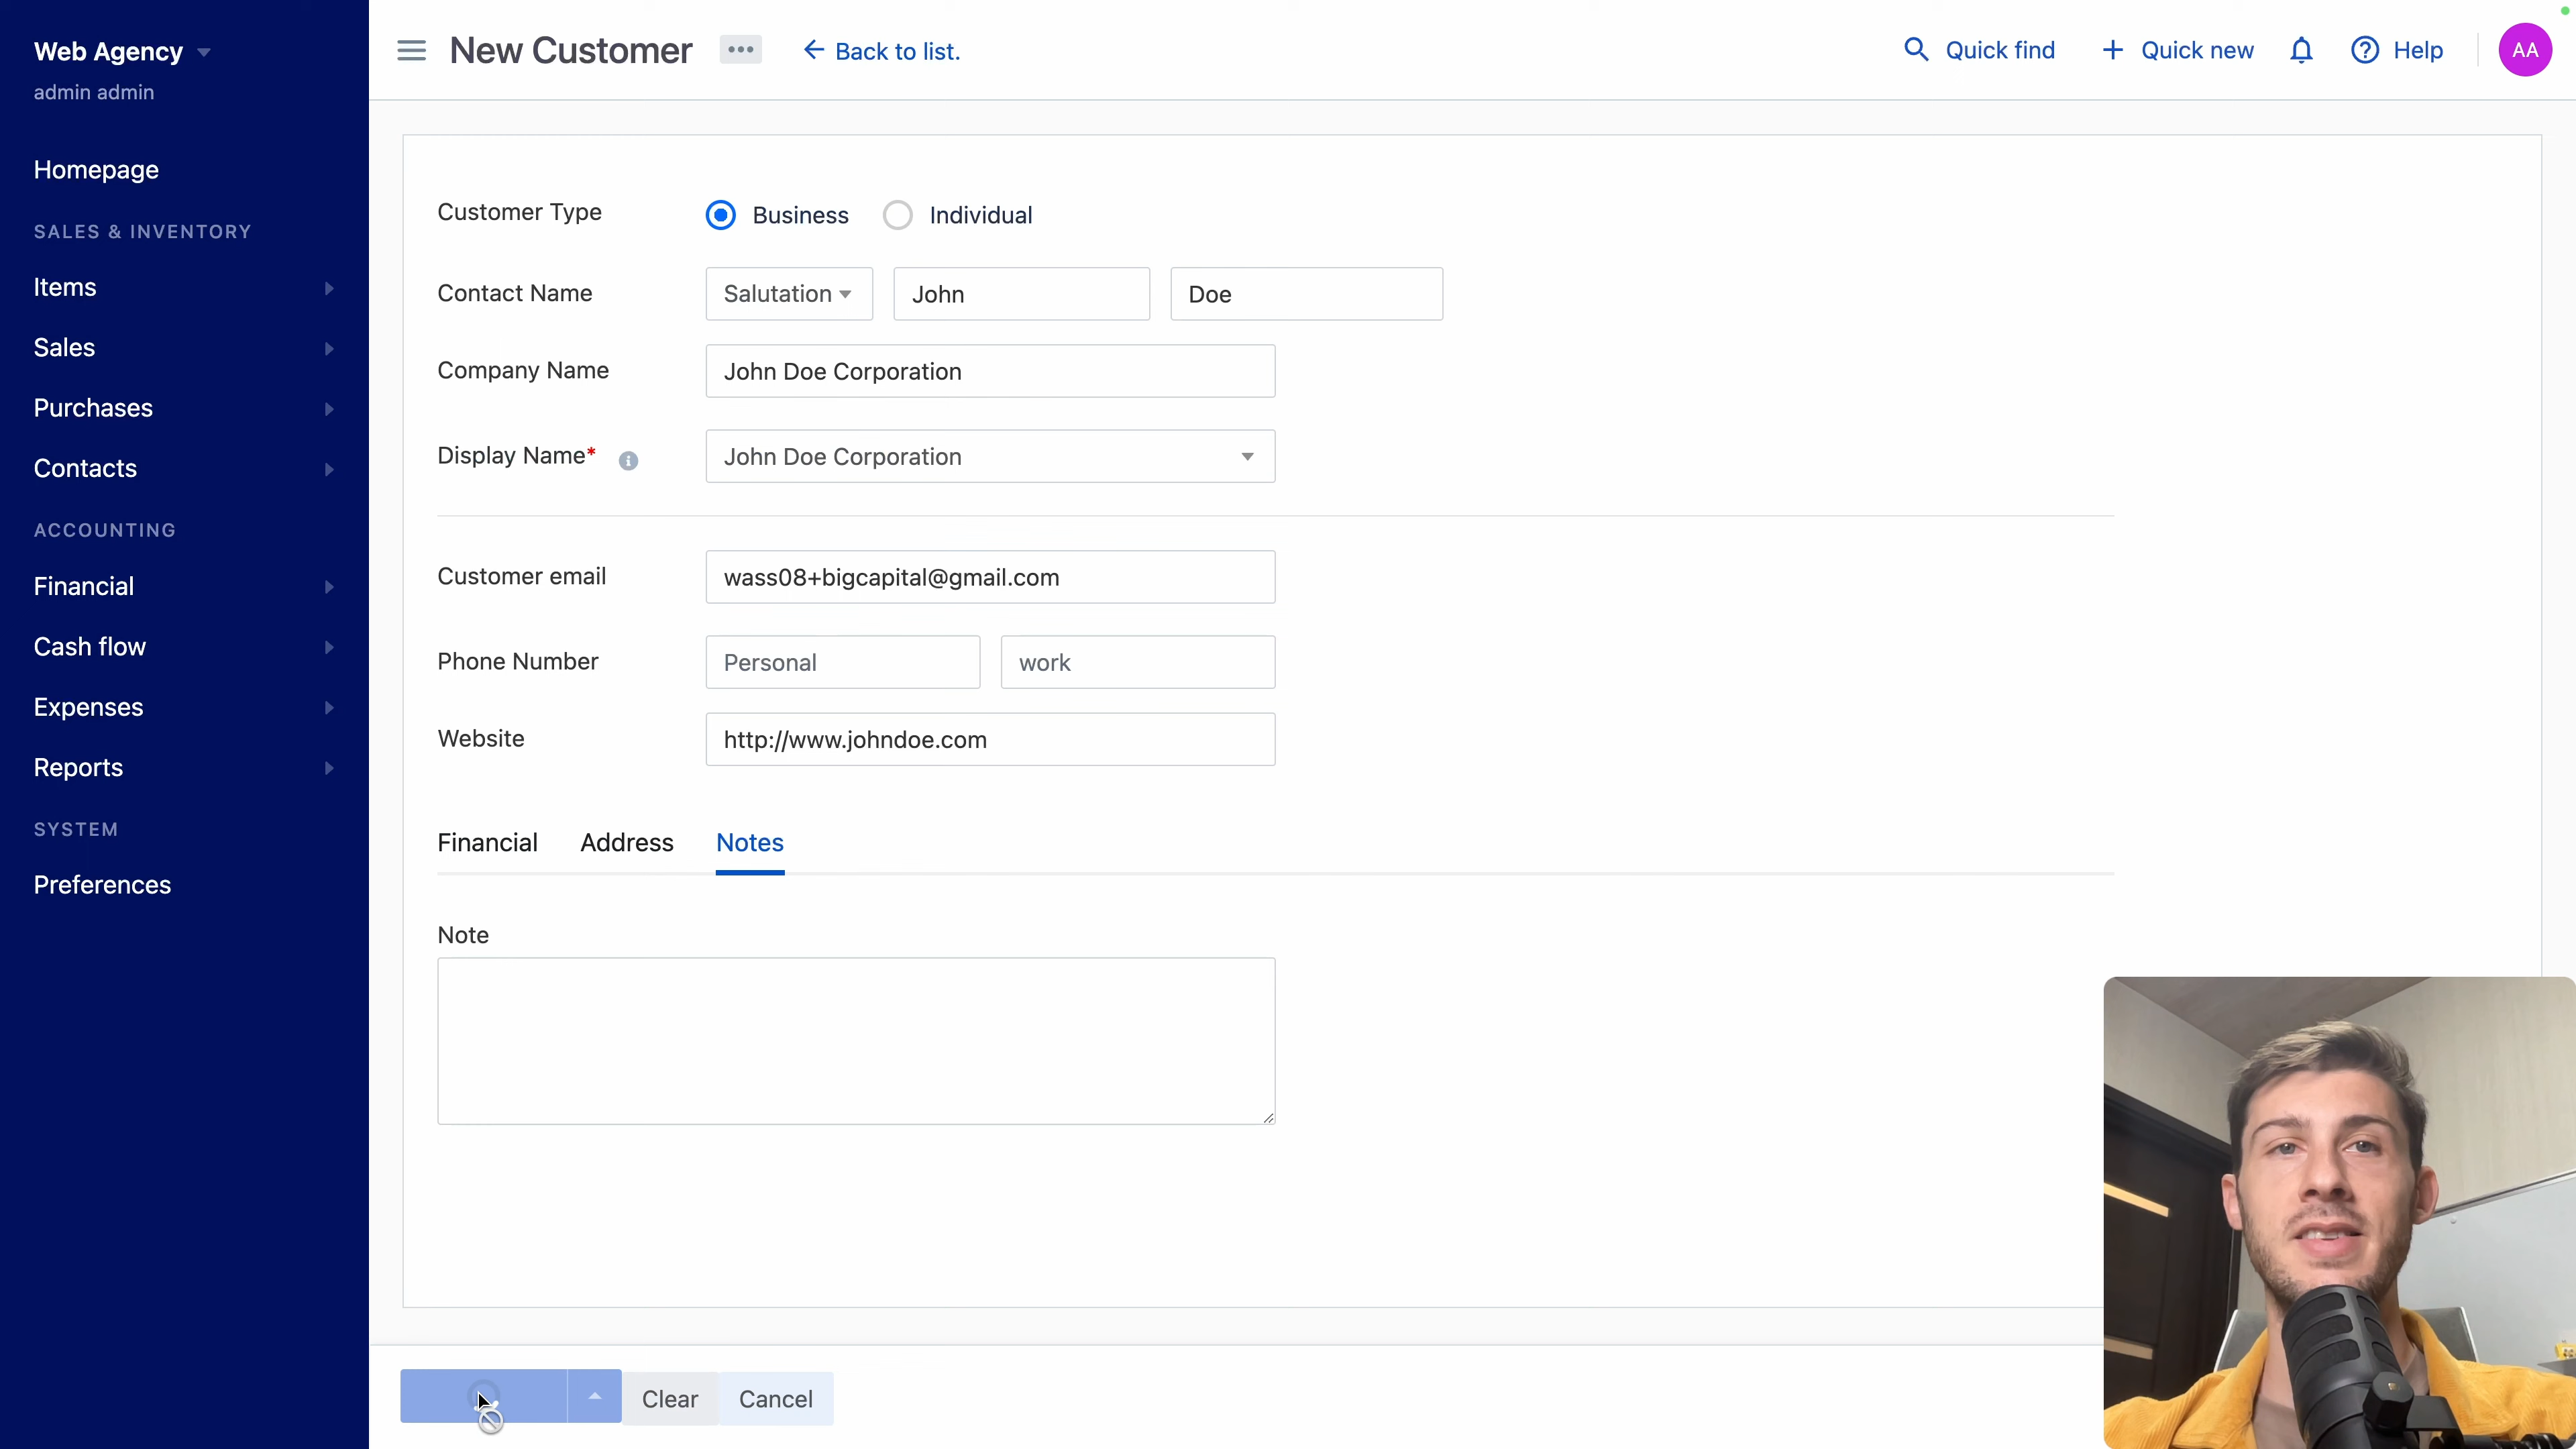 Web Agency
admin admin
Homepage
SALES & INVENTORY
Items
Sales
Purchases
Contacts
ACCOUNTING
Financial
Cash flow
Expenses
Reports
SYSTEM
Preferences
New Customer
Back to list.
Quick find
Quick new
Help
AA
Customer Type Business Individual
Contact Name Salutation John Doe
Company Name John Doe Corporation
Display Name* John Doe Corporation
Customer email wass08+bigcapital@gmail.com
Phone Number Personal work
Website http://www.johndoe.com
Financial Address Notes
Note
Clear Cancel